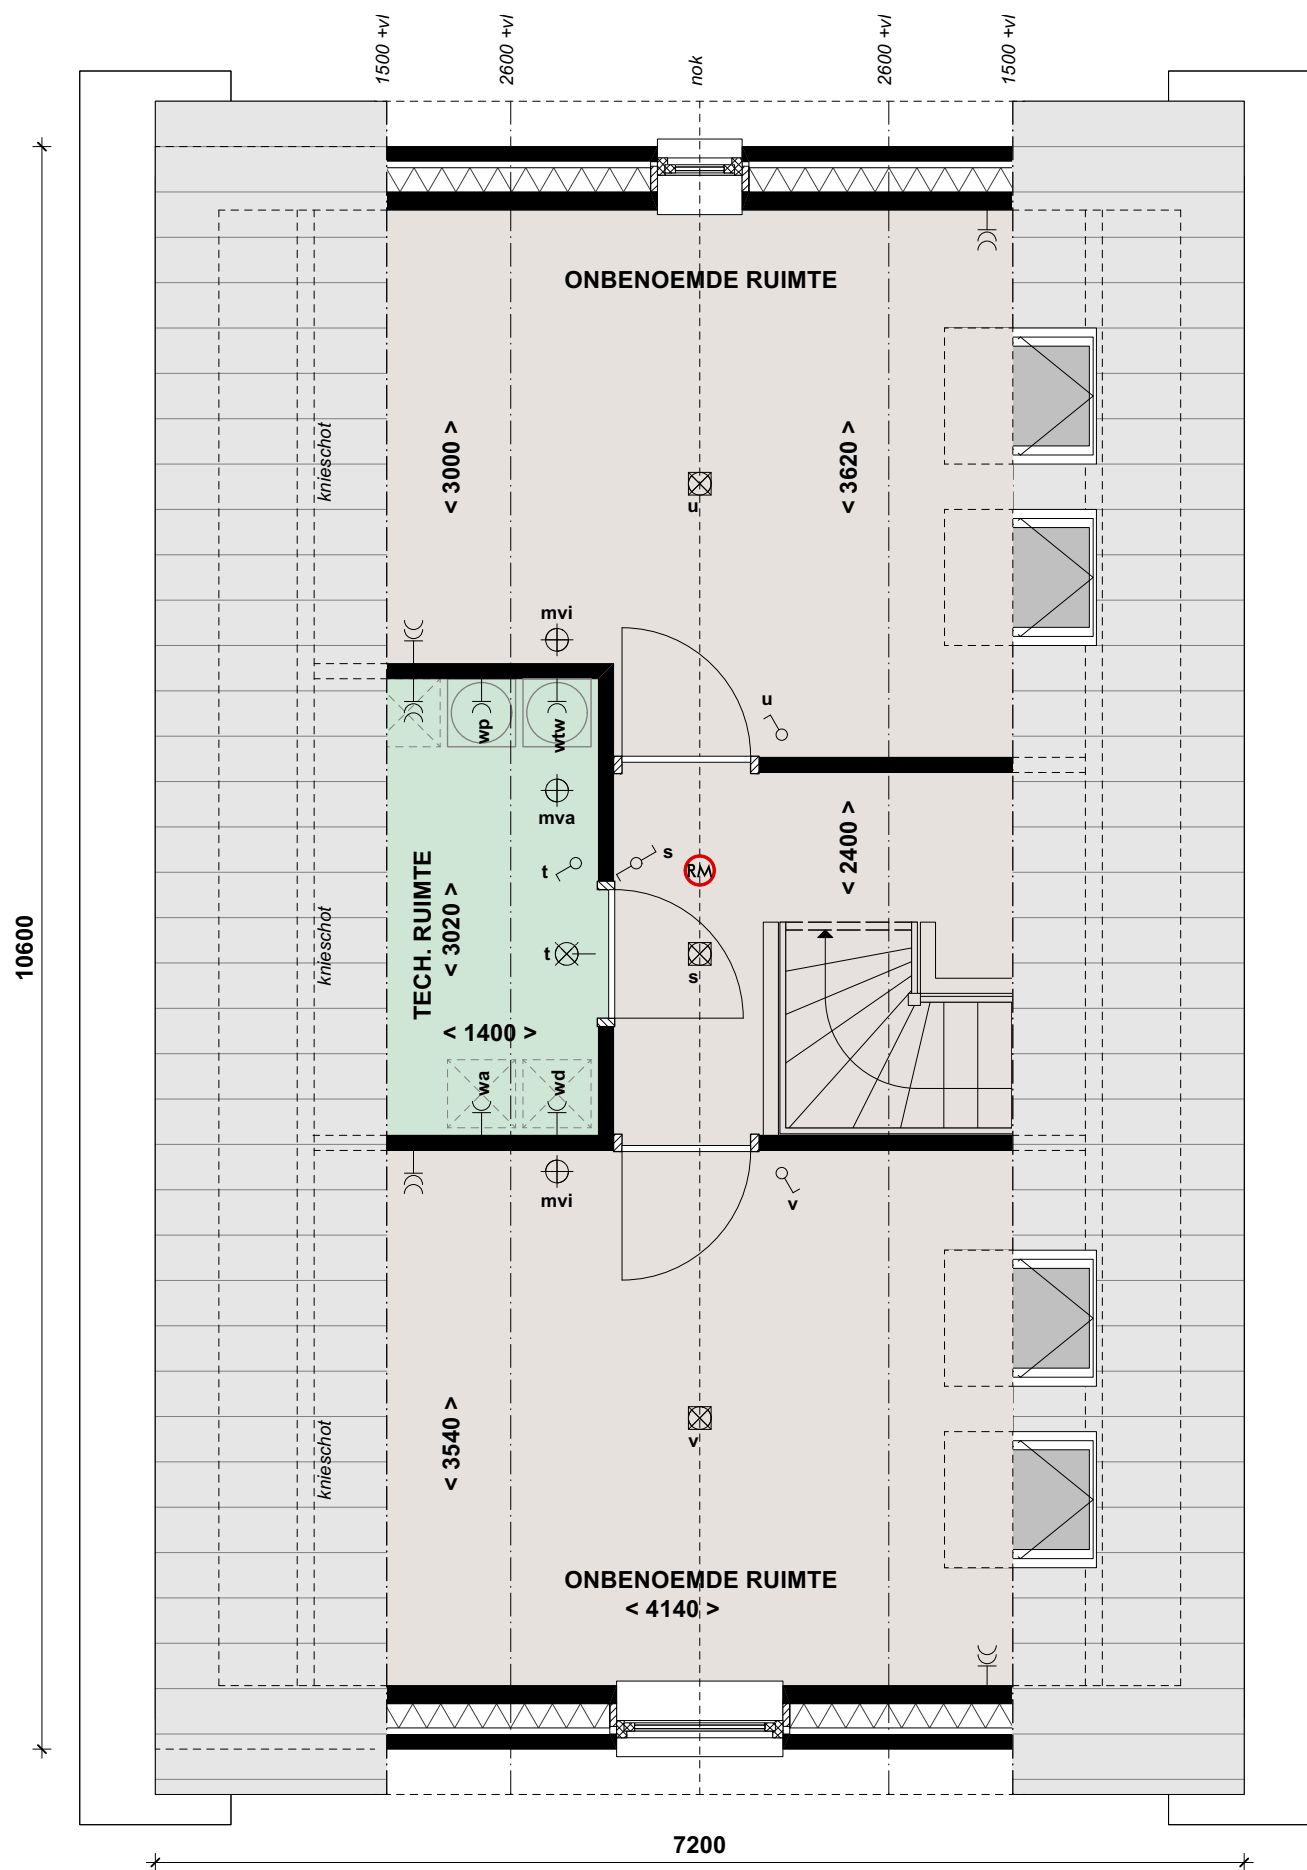 1500 +vl
2600 +vl
nok
2600 +vl
1500 +vl
ONBENOEMDE RUIMTE
knieschot
< 3000 >
< 3620 >
u
mvi
u
wp
wtw
mva
TECH. RUIMTE
< 3020 >
t
s
RM
< 2400 >
knieschot
10600
t
s
< 1400 >
wa
wd
mvi
v
knieschot
< 3540 >
v
ONBENOEMDE RUIMTE
< 4140 >
7200